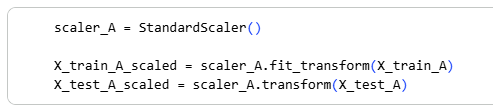 scaler_A = StandardScaler()
X_train_A_scaled = scaler_A.fit_transform(X_train_A)
X_test_A_scaled = scaler_A.transform(X_test_A)